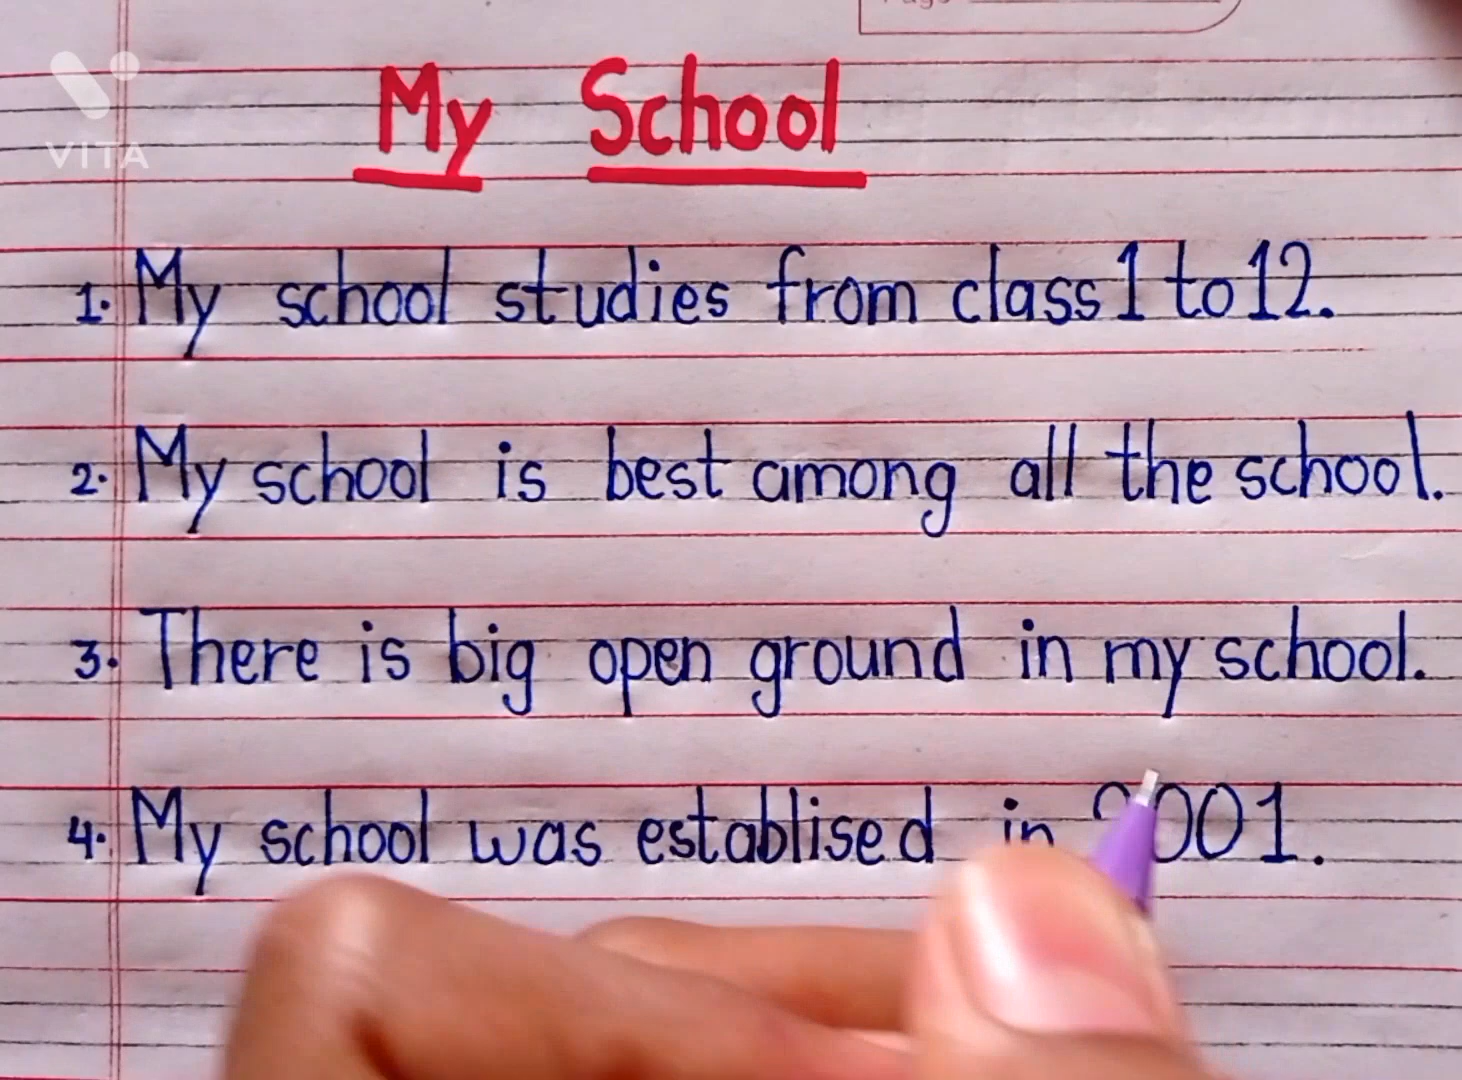 VITA
My School
1. My school studies from class 1 to 12.
2. My school is best among all the school.
3. There is big open ground in my school.
4. My school was establised in 2001.